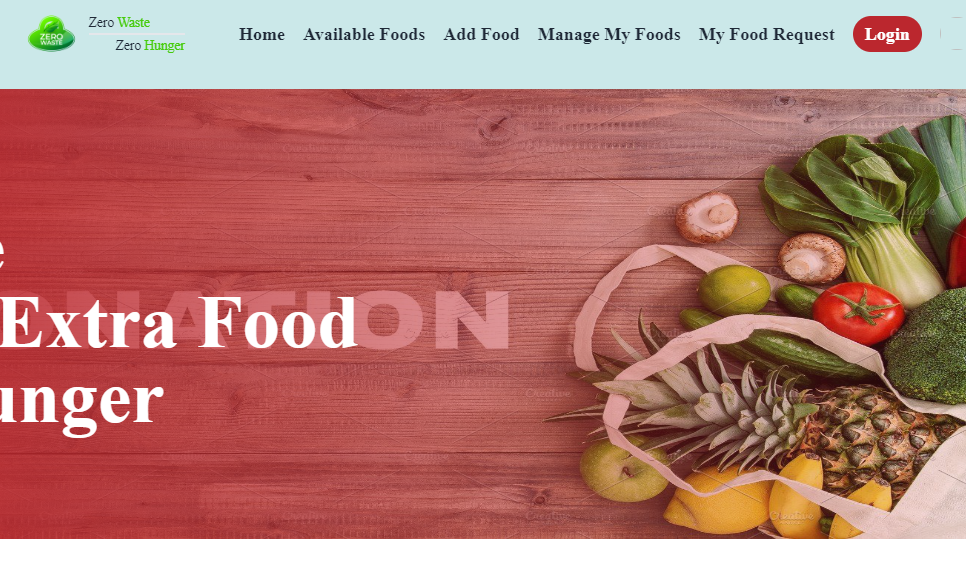 ZERO
WASTE
Zero Waste
Zero Hunger
Home Available Foods Add Food Manage My Foods My Food Request Login
e
NATION
Extra Food
unger
Creative